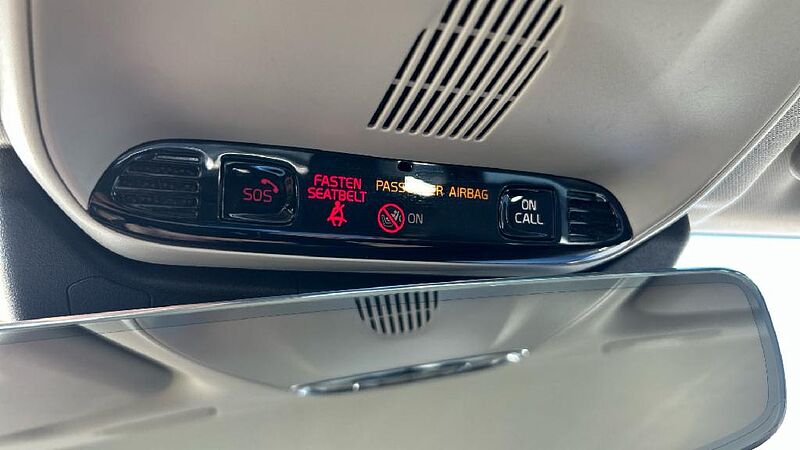 SOS
FASTEN
SEATBELT
AIRBAG
ON
ON
CALL